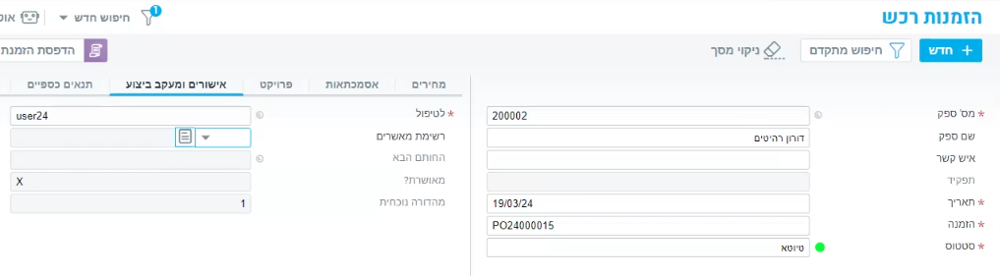 הזמנות רכש
1
חיפוש חדש
+ חדש
חיפוש מתקדם
ניקוי מסך
הדפסת הזמנת
מחירים
אסמכתאות
פרויקט
אישורים ומעקב ביצוע
תנאים כספיים
* מס' ספק 200002
שם ספק דורון רהיטים
איש קשר
תפקיד
* תאריך 19/03/24
* הזמנה PO24000015
* סטטוס טיוטא
* לטיפול user24
רשימת מאשרים
החותם הבא
מאושרת? X
מהדורה נוכחית 1